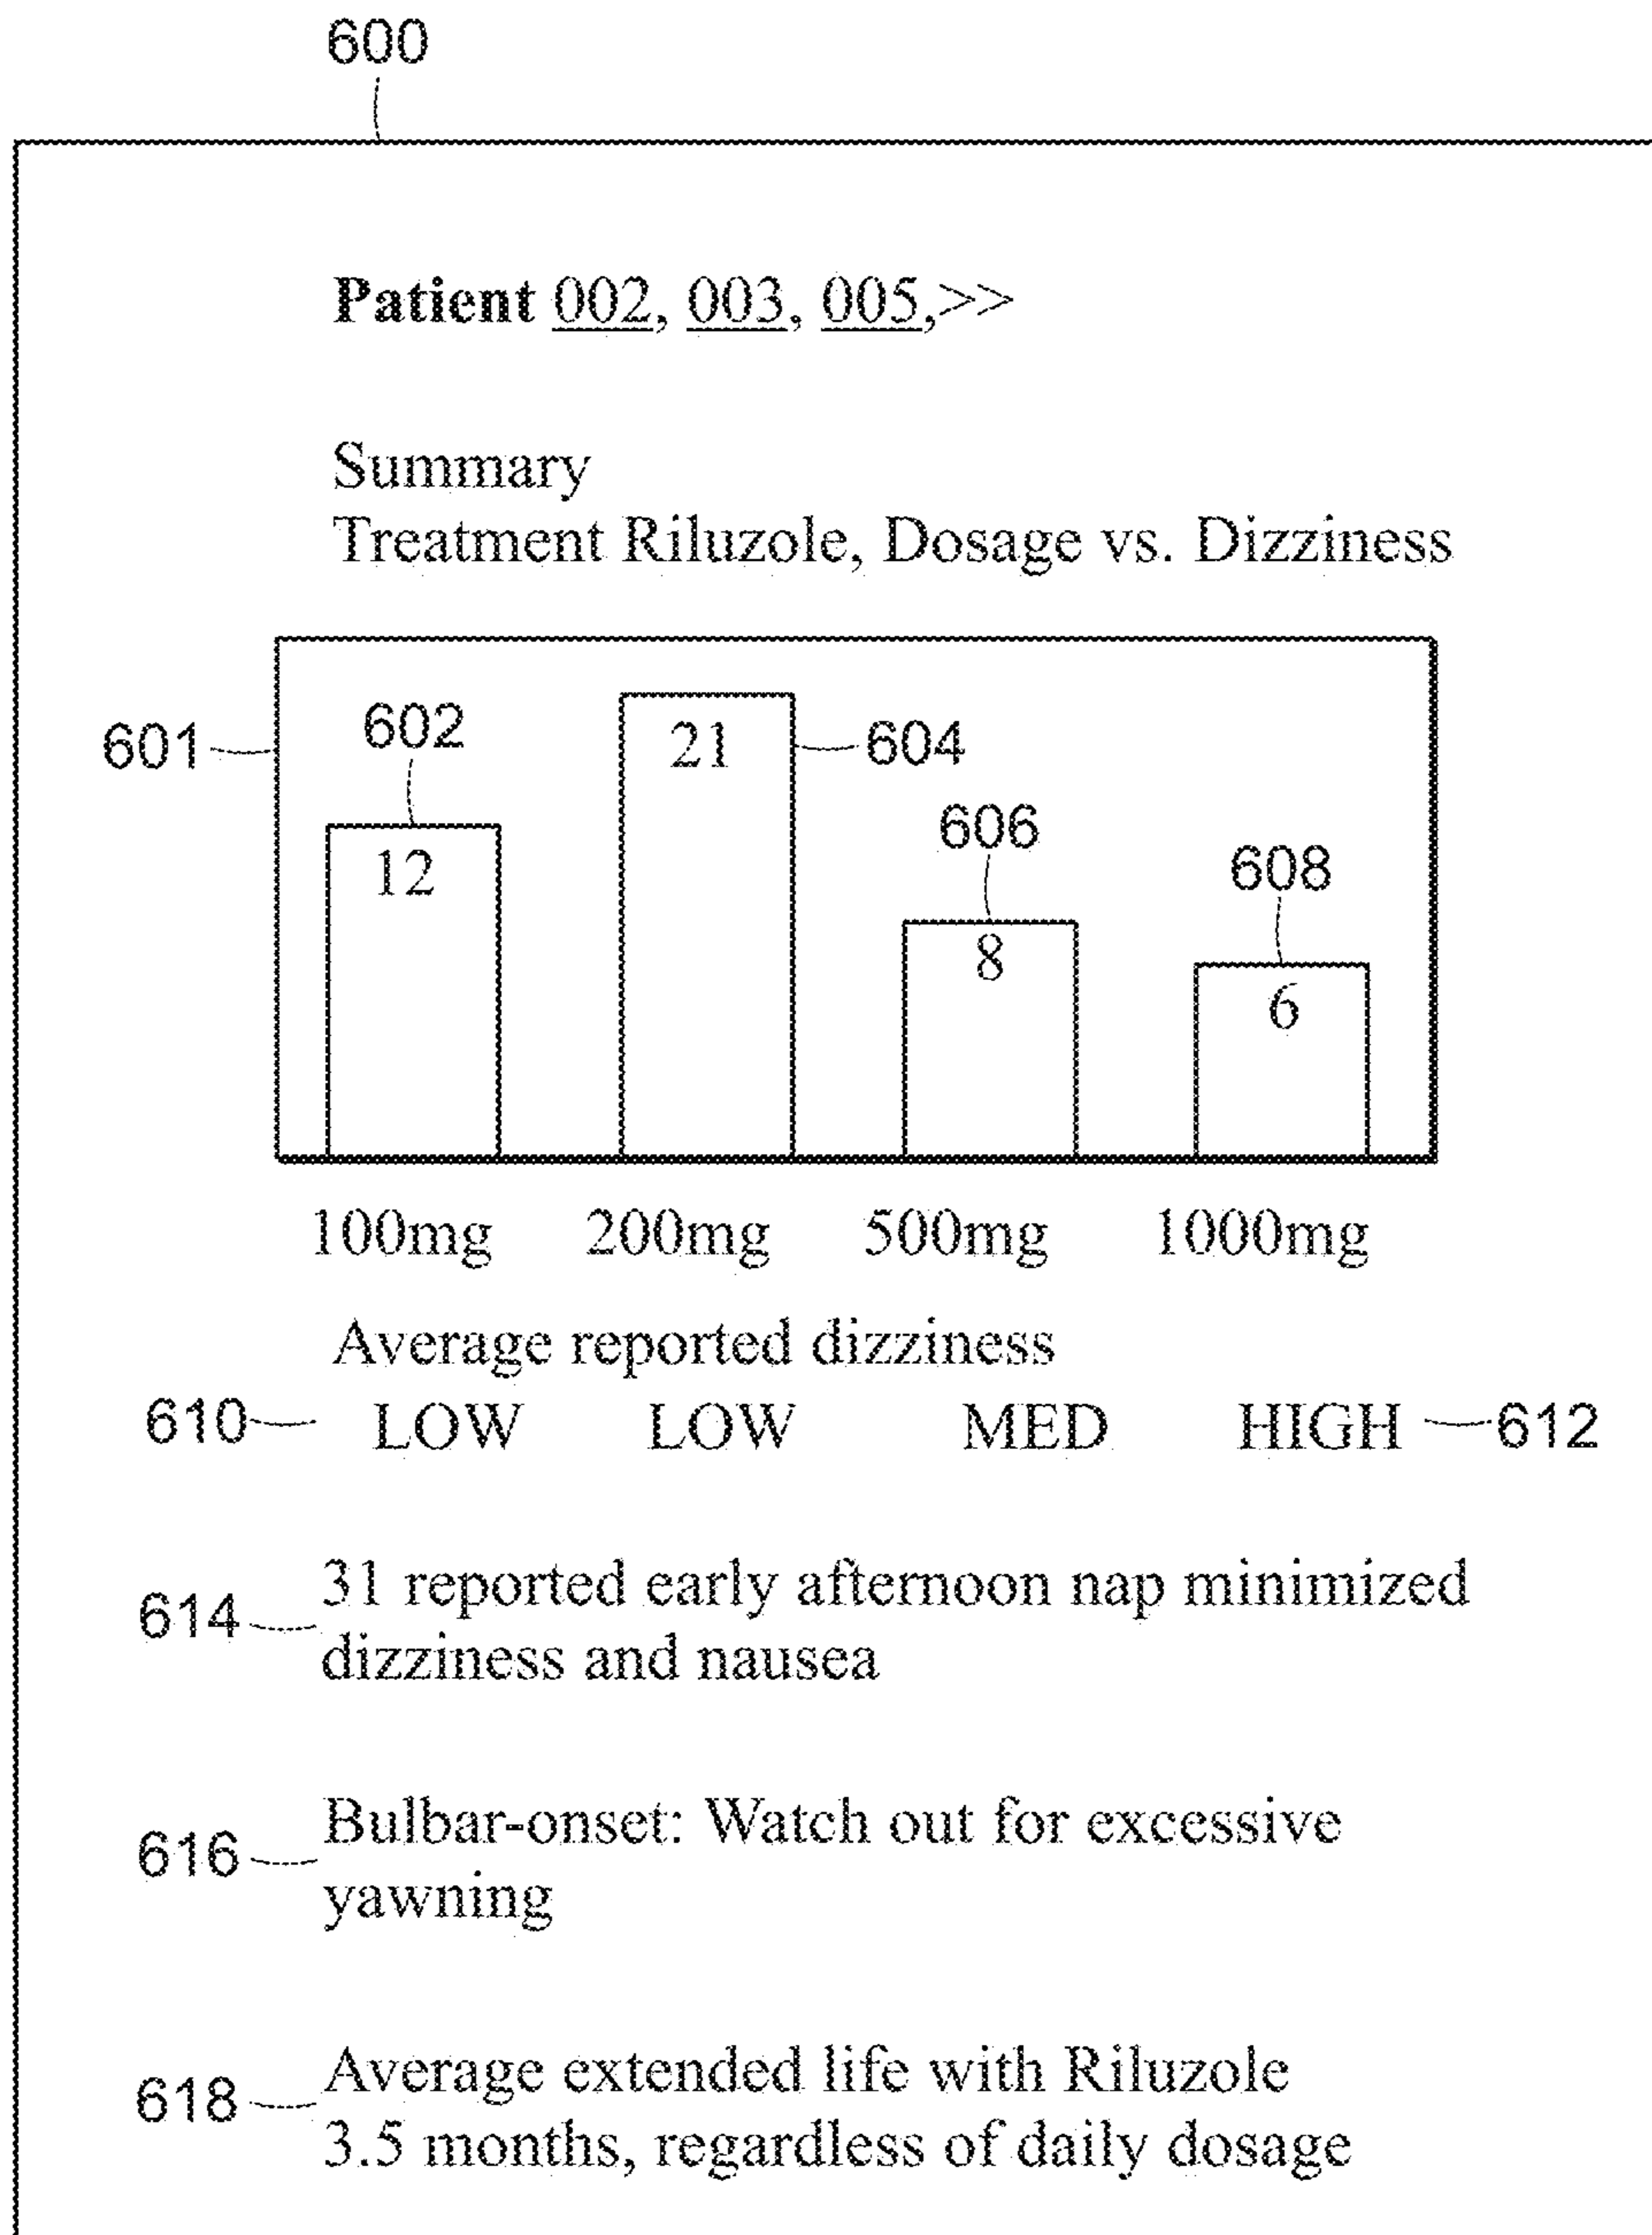 600
Patient 002, 003, 005,>>
Summary
Treatment Riluzole, Dosage vs. Dizziness
601
602
604
606
608
12
21
8
6
100mg 200mg 500mg 1000mg
Average reported dizziness
610 LOW LOW MED HIGH 612
614
31 reported early afternoon nap minimized
dizziness and nausea
616
Bulbar-onset: Watch out for excessive
yawning
618
Average extended life with Riluzole
3.5 months, regardless of daily dosage